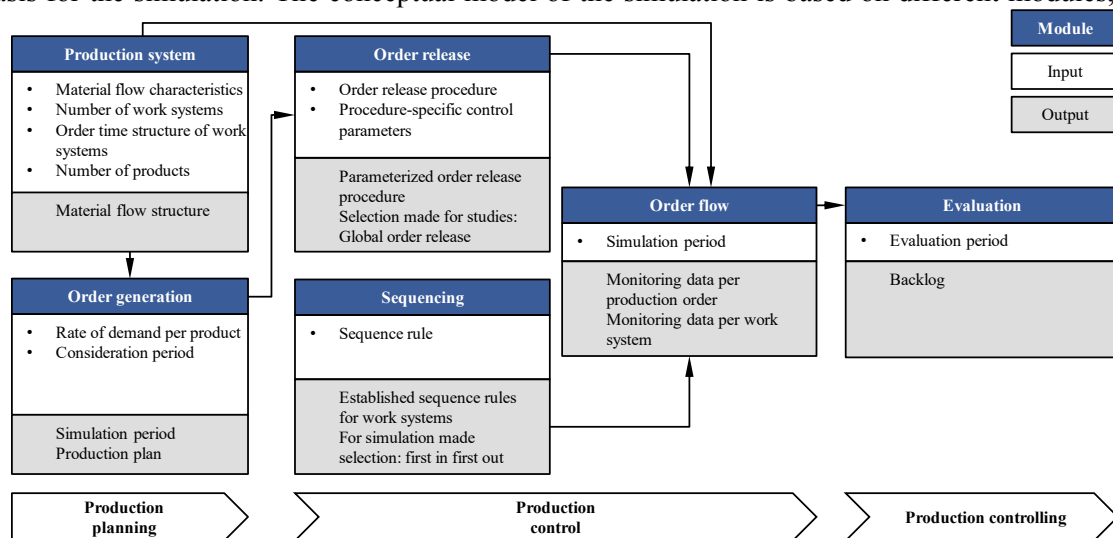 asis for the simulation. The conceptual model of the simulation is based on different modules,
Module
Input
Output
Production system
• Material flow characteristics
• Number of work systems
• Order time structure of work
systems
• Number of products
Material flow structure
Order generation
• Rate of demand per product
• Consideration period
Simulation period
Production plan
Order release
• Order release procedure
• Procedure-specific control
parameters
Parameterized order release
procedure
Selection made for studies:
Global order release
Sequencing
• Sequence rule
Established sequence rules
for work systems
For simulation made
selection: first in first out
Order flow
• Simulation period
Monitoring data per
production order
Monitoring data per work
system
Evaluation
• Evaluation period
Backlog
Production
planning
Production
control
Production controlling